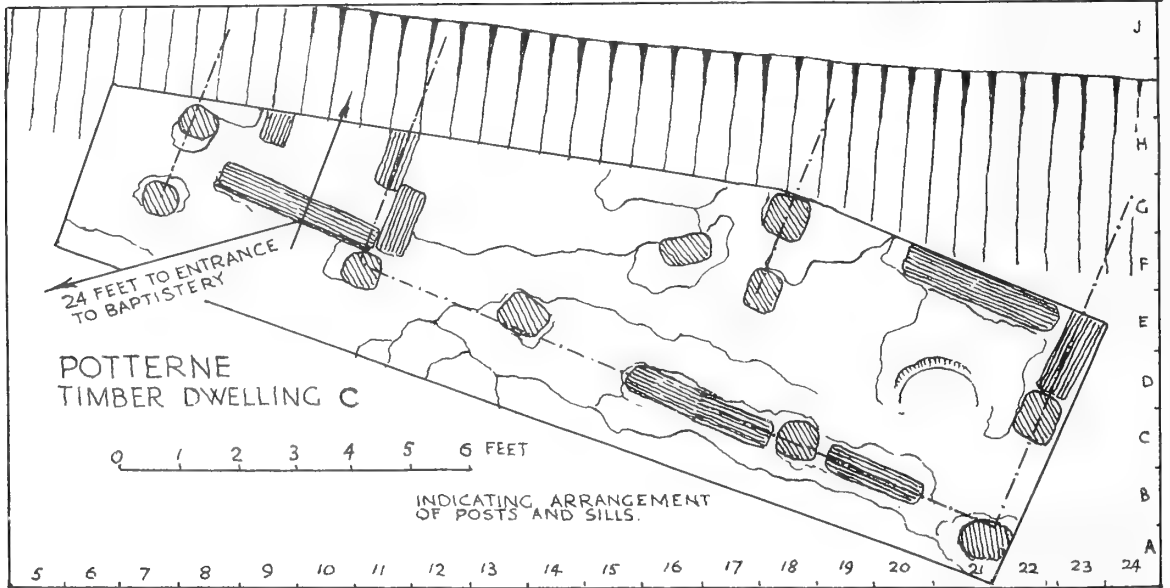 J
H
G
F
E
D
C
B
A
24 FEET TO ENTRANCE
TO BAPTISTERY
POTTERNE
TIMBER DWELLING C
0 1 2 3 4 5 6 FEET
INDICATING ARRANGEMENT
OF POSTS AND SILLS.
5 6 7 8 9 10 11 12 13 14 15 16 17 18 19 20 21 22 23 24